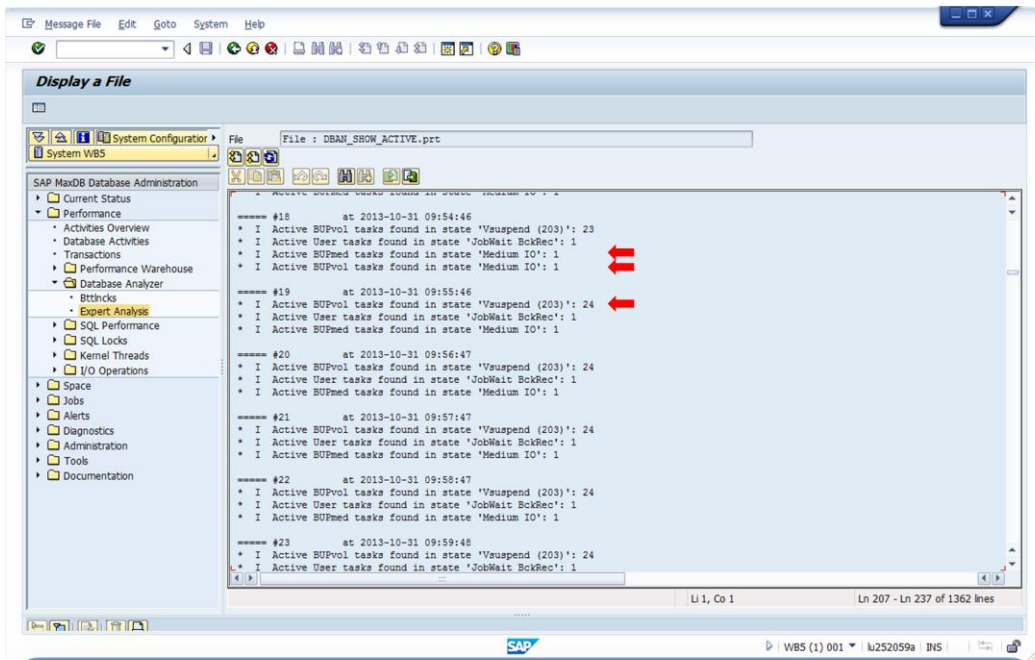 Message File Edit Goto System Help
Display a File
System Configuration
System WB5
SAP MaxDB Database Administration
Current Status
Performance
Activities Overview
Database Activities
Transactions
Performance Warehouse
Database Analyzer
Bttlncks
Expert Analysis
SQL Performance
SQL Locks
Kernel Threads
I/O Operations
Space
Jobs
Alerts
Diagnostics
Administration
Tools
Documentation
File File : DBAN_SHOW_ACTIVE.prt
* I Active BUPmed tasks found in state 'Medium IO': 1
===== #18 at 2013-10-31 09:54:46
* I Active BUPvol tasks found in state 'Vsuspend (203)': 23
* I Active User tasks found in state 'JobWait BckRec': 1
* I Active BUPmed tasks found in state 'Medium IO': 1
* I Active BUPvol tasks found in state 'Medium IO': 1
===== #19 at 2013-10-31 09:55:46
* I Active BUPvol tasks found in state 'Vsuspend (203)': 24
* I Active User tasks found in state 'JobWait BckRec': 1
* I Active BUPmed tasks found in state 'Medium IO': 1
===== #20 at 2013-10-31 09:56:47
* I Active BUPvol tasks found in state 'Vsuspend (203)': 24
* I Active User tasks found in state 'JobWait BckRec': 1
* I Active BUPmed tasks found in state 'Medium IO': 1
===== #21 at 2013-10-31 09:57:47
* I Active BUPvol tasks found in state 'Vsuspend (203)': 24
* I Active User tasks found in state 'JobWait BckRec': 1
* I Active BUPmed tasks found in state 'Medium IO': 1
===== #22 at 2013-10-31 09:58:47
* I Active BUPvol tasks found in state 'Vsuspend (203)': 24
* I Active User tasks found in state 'JobWait BckRec': 1
* I Active BUPmed tasks found in state 'Medium IO': 1
===== #23 at 2013-10-31 09:59:48
* I Active BUPvol tasks found in state 'Vsuspend (203)': 24
* I Active User tasks found in state 'JobWait BckRec': 1
Li 1, Co 1 Ln 207 - Ln 237 of 1362 lines
SAP WB5 (1) 001 lu252059a INS